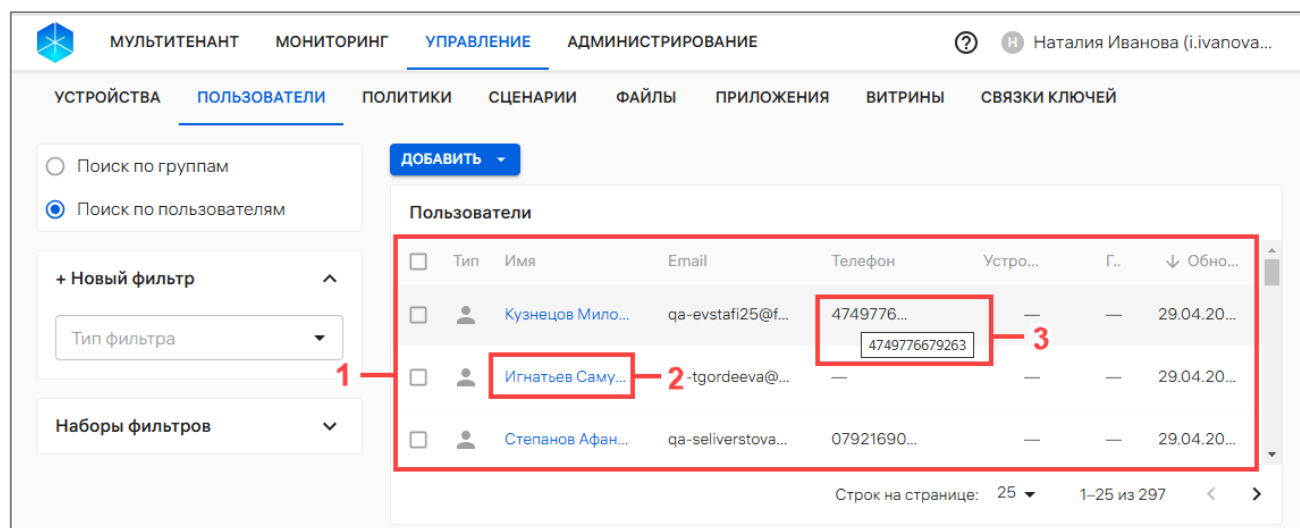 МУЛЬТИТЕНАНТ МОНИТОРИНГ УПРАВЛЕНИЕ АДМИНИСТРИРОВАНИЕ ? Н Наталия Иванова (i.ivanova...
УСТРОЙСТВА ПОЛЬЗОВАТЕЛИ ПОЛИТИКИ СЦЕНАРИИ ФАЙЛЫ ПРИЛОЖЕНИЯ ВИТРИНЫ СВЯЗКИ КЛЮЧЕЙ
Поиск по группам
Поиск по пользователям
+ Новый фильтр
Тип фильтра
Наборы фильтров
ДОБАВИТЬ
Пользователи
Тип Имя Email Телефон Устро... Г.. ↓ Обно...
Кузнецов Мило... qa-evstafi25@f... 4749776... — — 29.04.20...
4749776679263
3
1
Игнатьев Саму... 2 -tgordeeva@... — — — 29.04.20...
Степанов Афан... qa-seliverstova... 07921690... — — 29.04.20...
Строк на странице: 25 1–25 из 297 < >